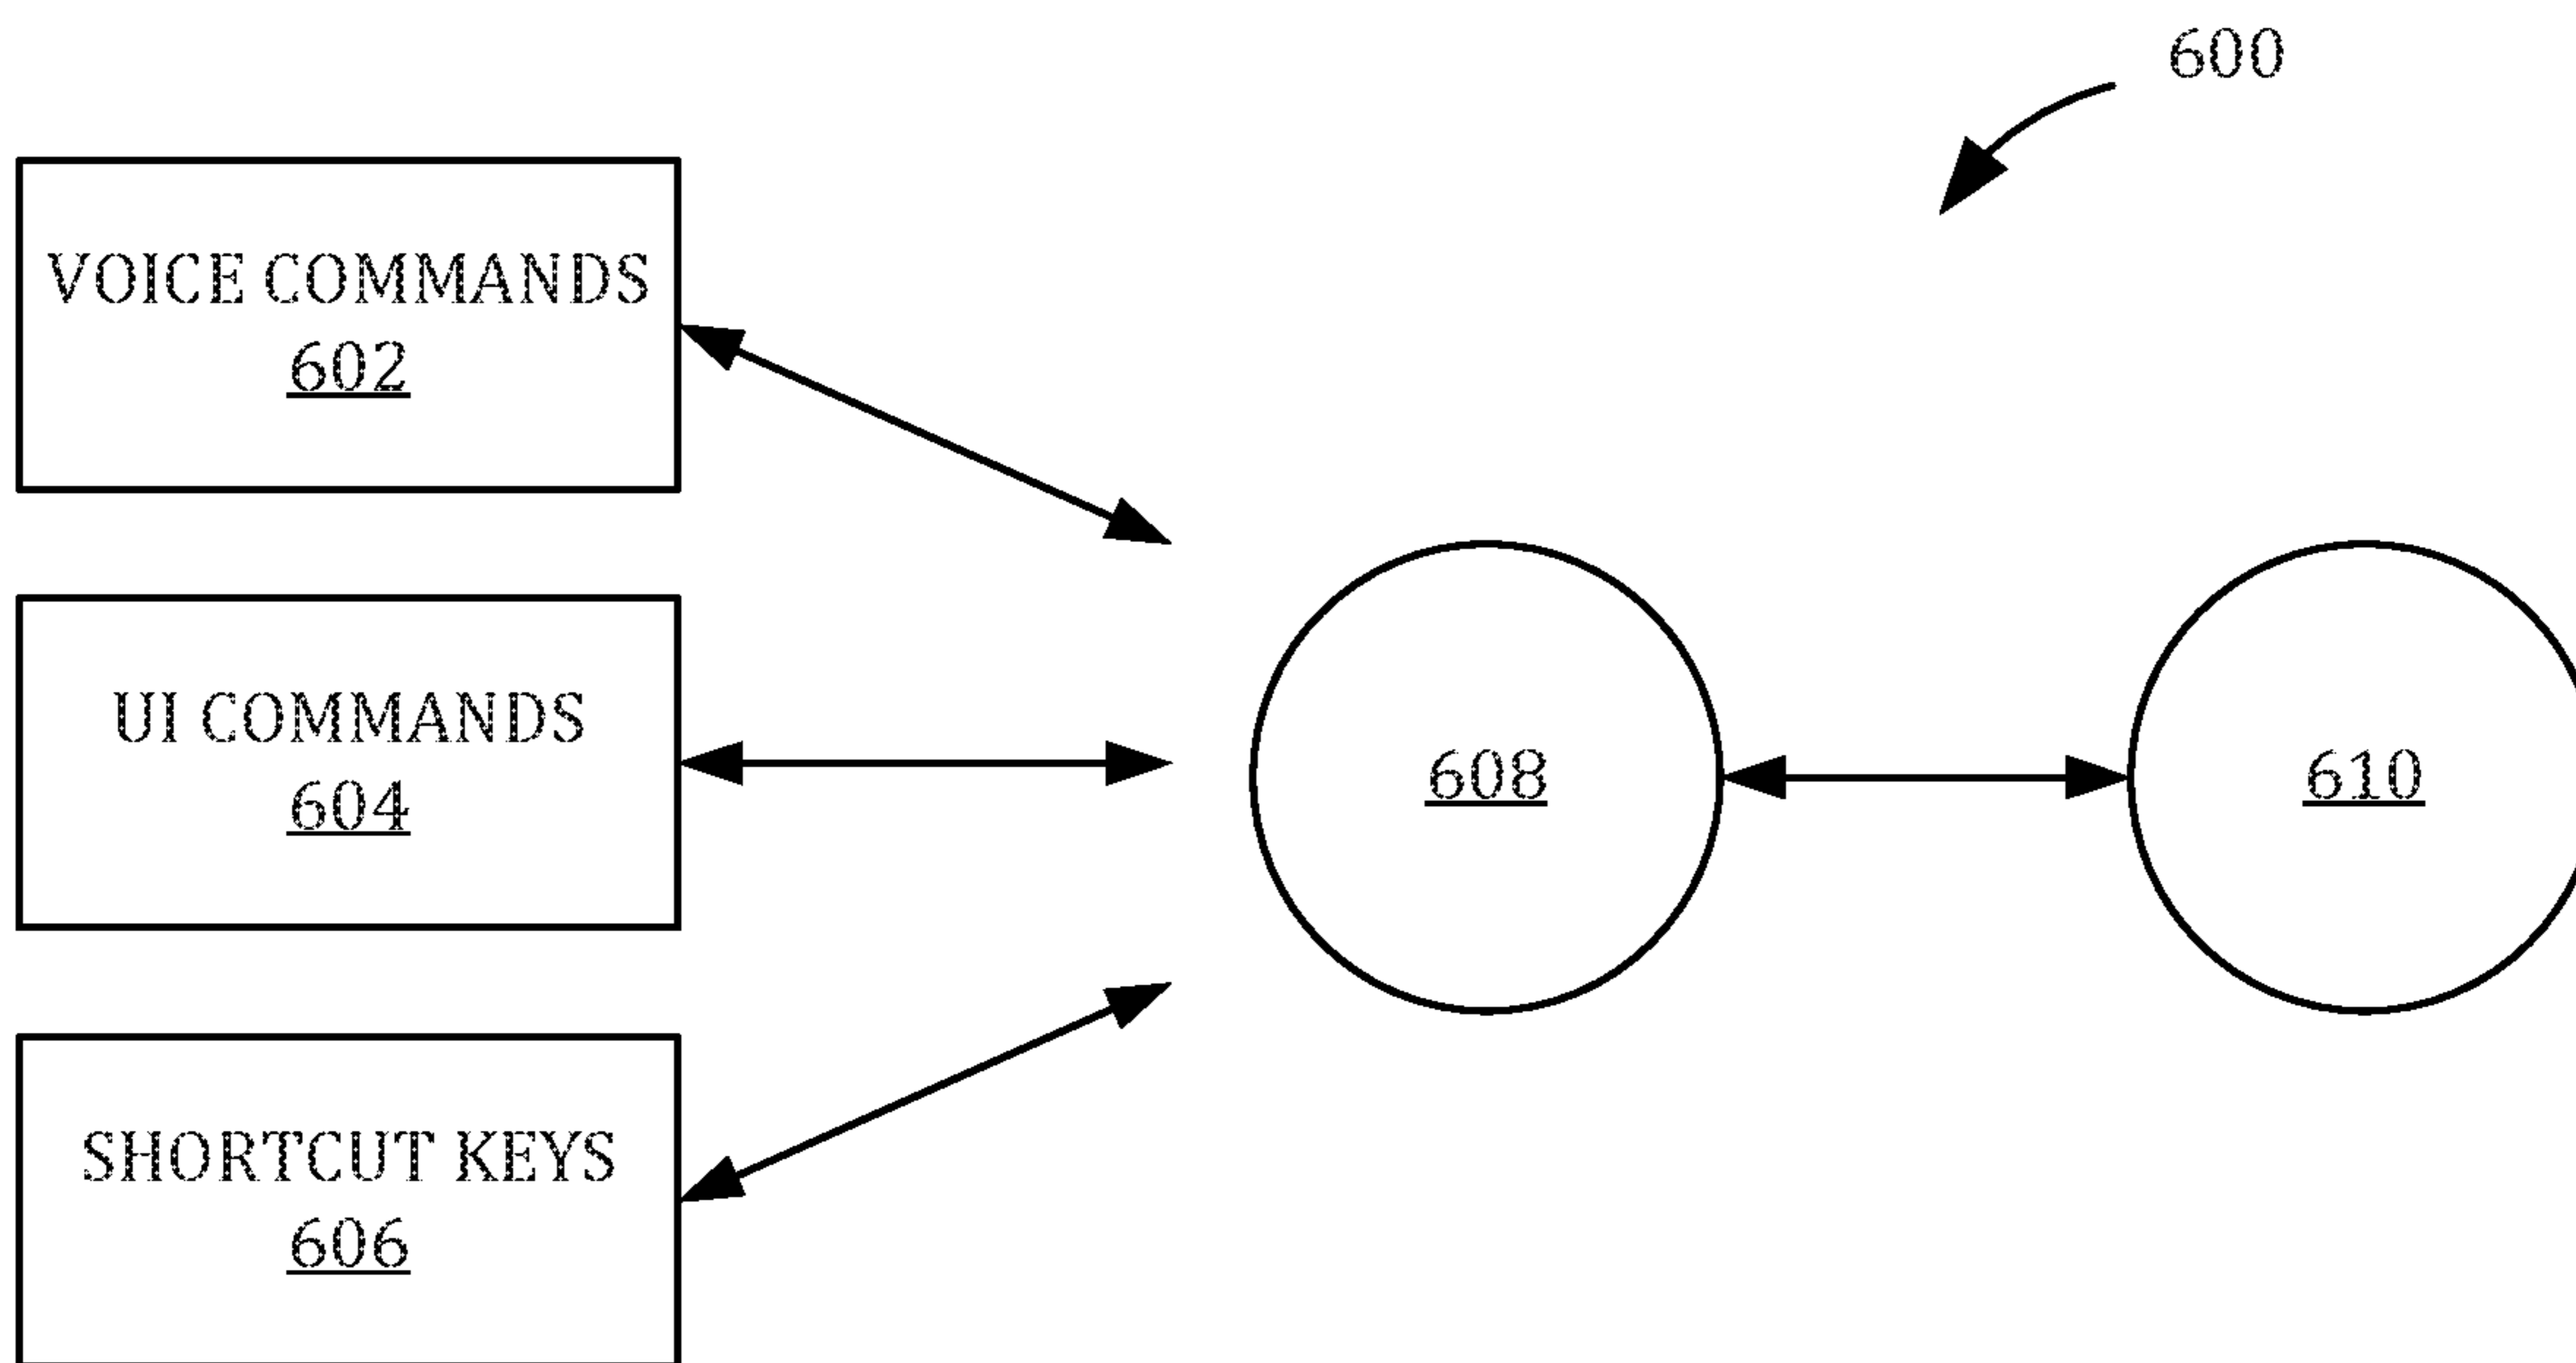 600
VOICE COMMANDS
602
UI COMMANDS
604
608
610
SHORTCUT KEYS
606